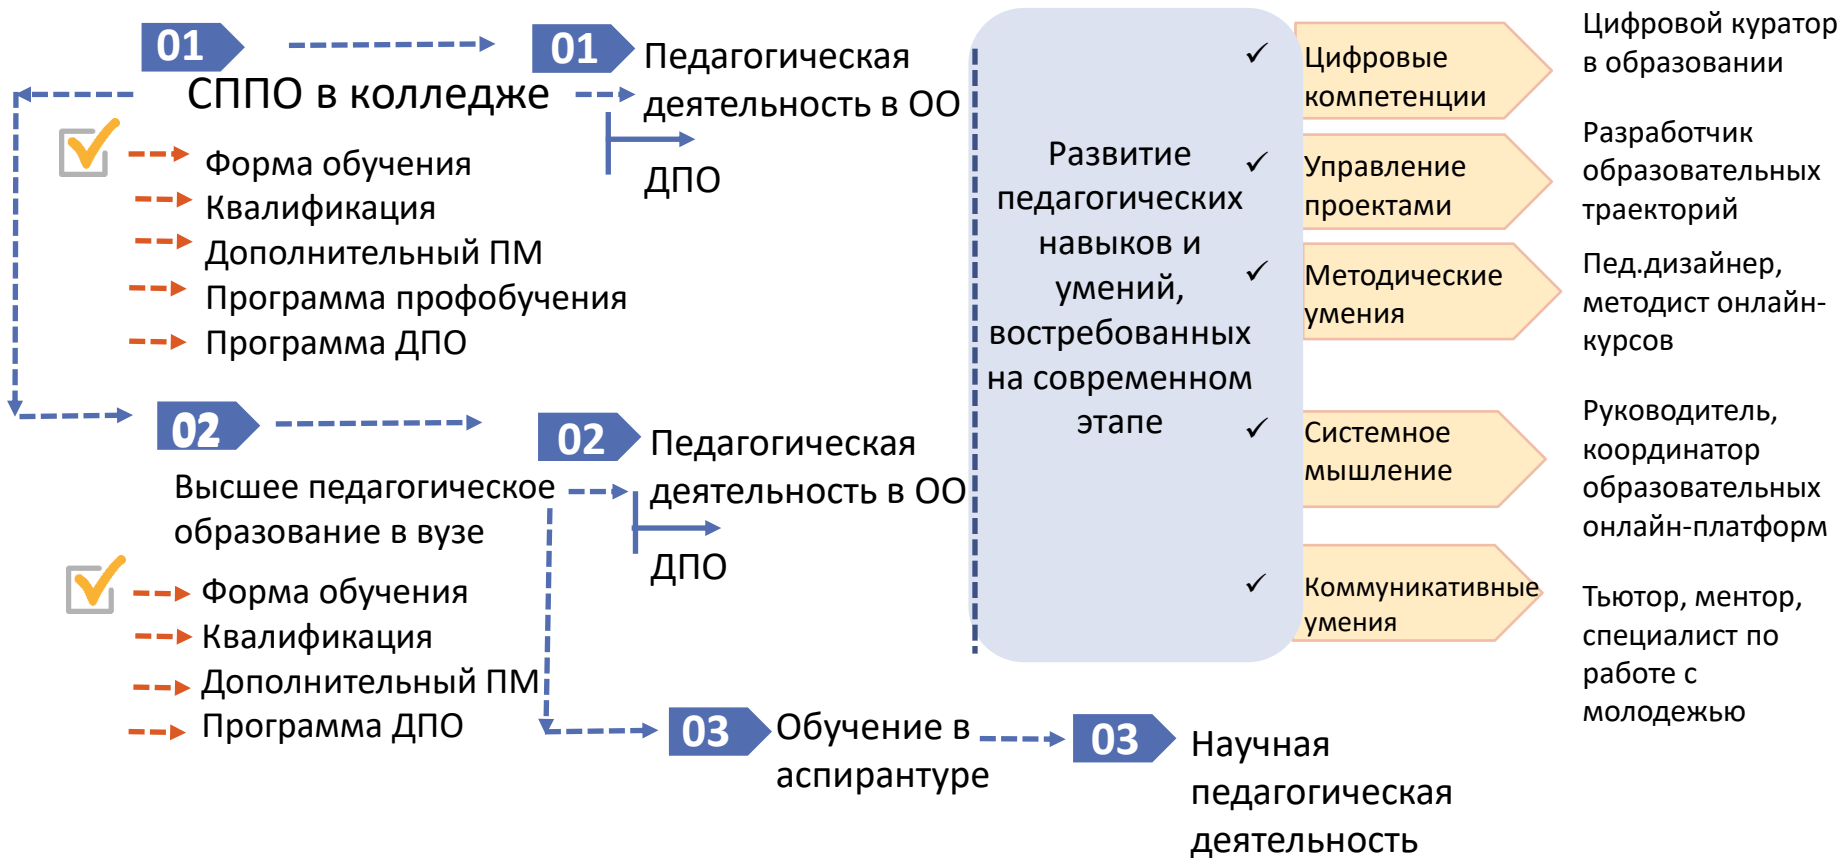 01
СППО в колледже
Форма обучения
Квалификация
Дополнительный ПМ
Программа профобучения
Программа ДПО
01
Педагогическая
деятельность в ОО
ДПО
02
Высшее педагогическое
образование в вузе
Форма обучения
Квалификация
Дополнительный ПМ
Программа ДПО
02
Педагогическая
деятельность в ОО
ДПО
03
Обучение в
аспирантуре
03
Научная
педагогическая
деятельность
Развитие
педагогических
навыков и
умений,
востребованных
на современном
этапе
Цифровые
компетенции
Управление
проектами
Методические
умения
Системное
мышление
Коммуникативные
умения
Цифровой куратор
в образовании
Разработчик
образовательных
траекторий
Пед.дизайнер,
методист онлайн-
курсов
Руководитель,
координатор
образовательных
онлайн-платформ
Тьютор, ментор,
специалист по
работе с
молодежью